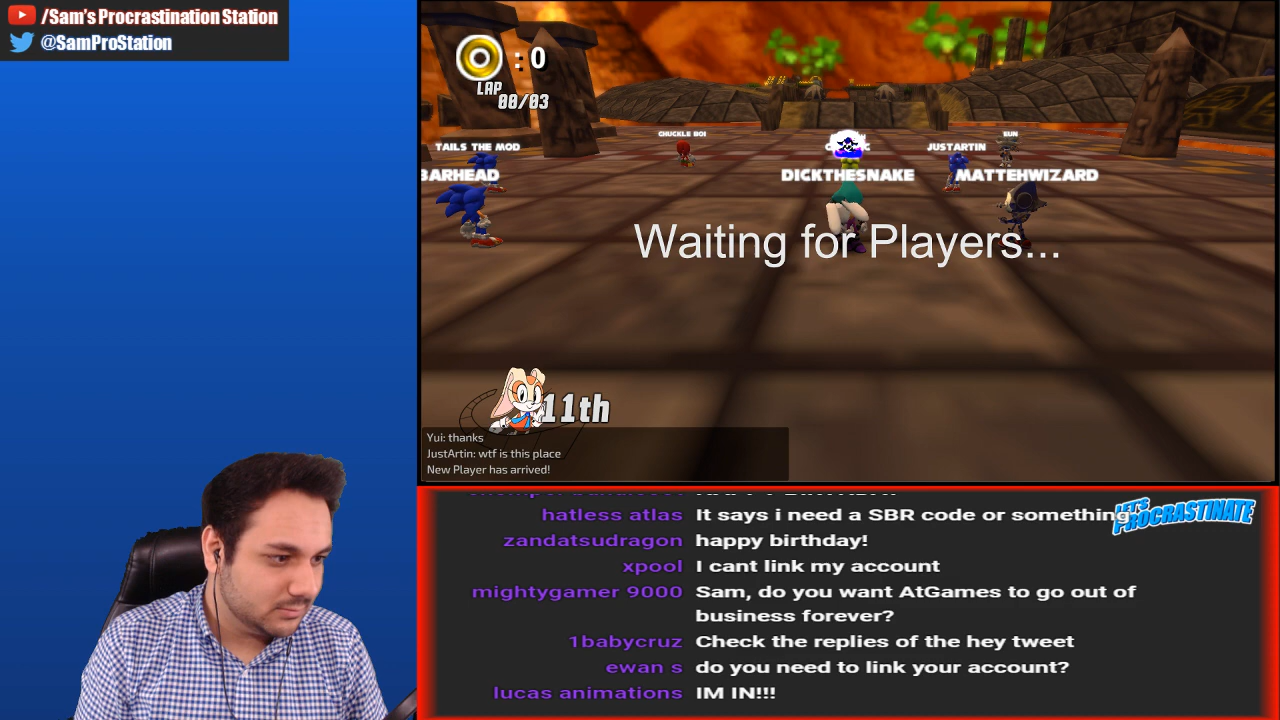 /Sam's Procrastination Station
@SamProStation
: 0
LAP
00/03
CHUCKLE BOI
EUN
TAILS THE MOD
JUSTARTIN
BARHEAD
DICKTHESNAKE
MATTEHWIZARD
Waiting for Players...
11th
Yui: thanks
JustArtin: wtf is this place
New Player has arrived!
hatless atlas It says i need a SBR code or something
LET'S PROCRASTINATE
zandatsudragon happy birthday!
xpool I cant link my account
mightygamer 9000 Sam, do you want AtGames to go out of
business forever?
1babycruz Check the replies of the hey tweet
ewan s do you need to link your account?
lucas animations IM IN!!!